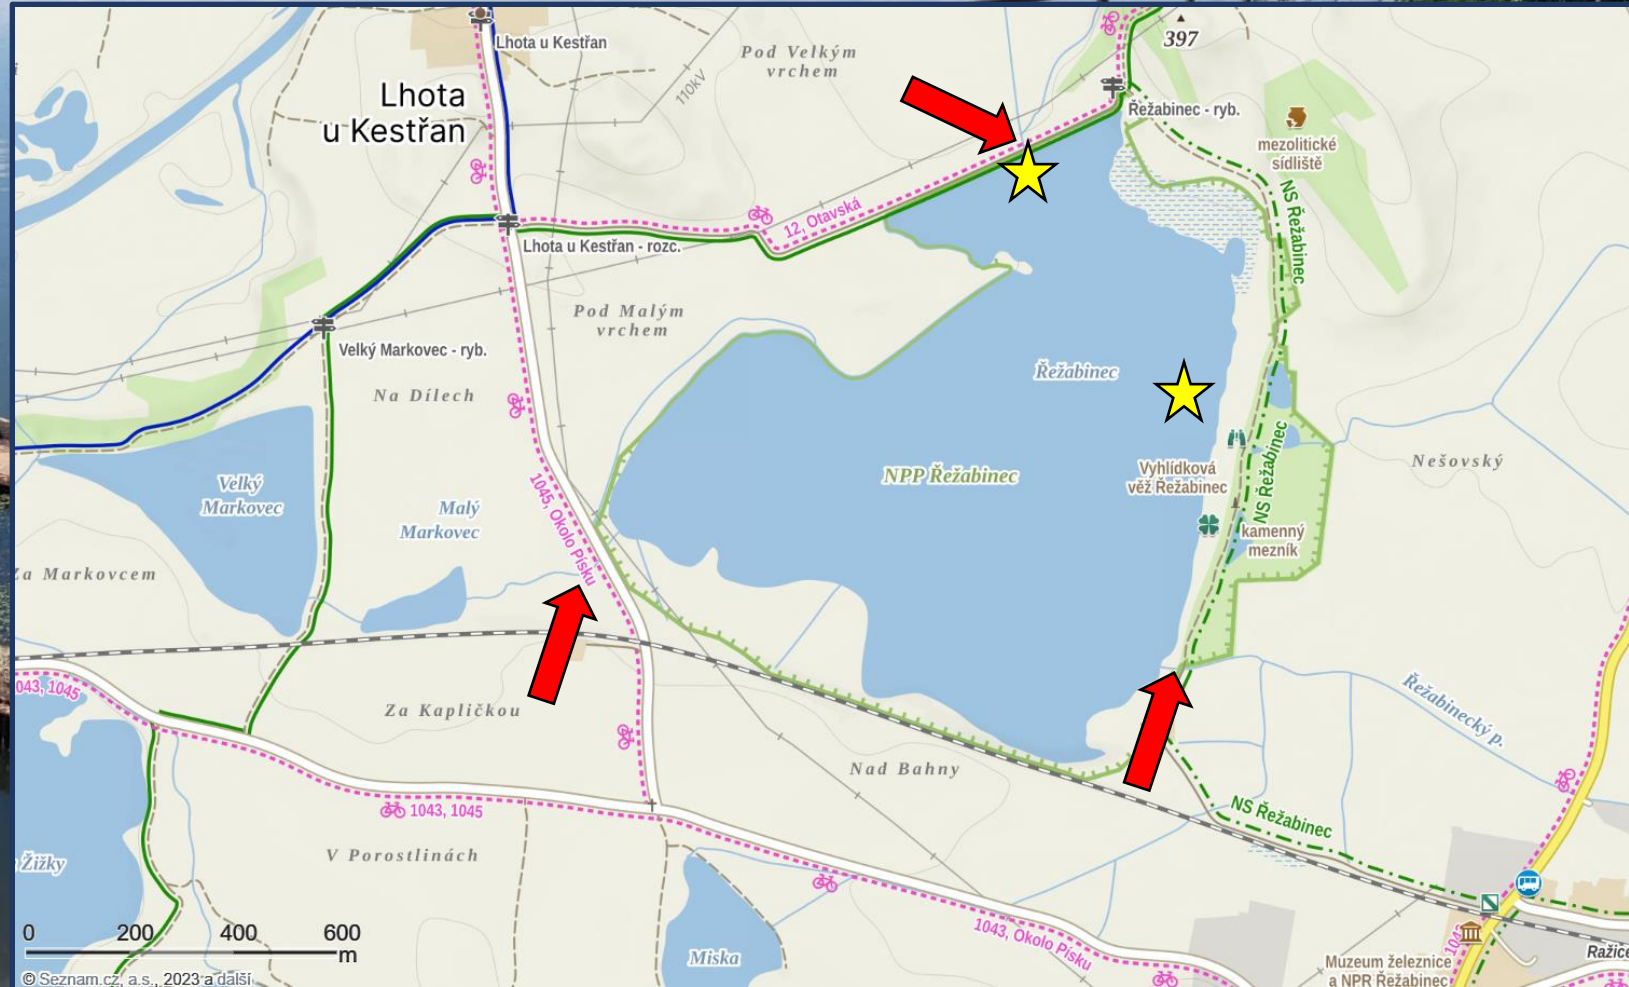 Lhota u Kestřan
Pod Velkým
vrchem
397
110kV
Lhota
u Kestřan
Řežabinec - ryb.
mezolitické
sídliště
NS Řežabinec
12, Otavská
Lhota u Kestřan - rozc.
Pod Malým
vrchem
Velký Markovec - ryb.
Na Dílech
Řežabinec
NPP Řežabinec
Vyhlídková
věž Řežabinec
NS Řežabinec
Nešovský
Velký
Markovec
Malý
Markovec
1045, Okolo Písku
kamenný
mezník
Za Markovcem
043, 1045
Za Kapličkou
Řežabinecký p.
Nad Bahny
1043, 1045
NS Řežabinec
V Porostlinách
Žižky
0 200 400 600
m
1043, Okolo Písku
Miska
Muzeum železnice
a NPR Řežabinec
Ražice
© Seznam.cz, a.s., 2023 a další